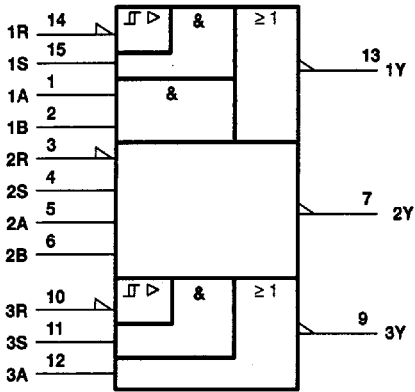 1R 14 & ≥ 1
1S 15 13 1Y
1A 1 &
1B 2
2R 3
2S 4 7 2Y
2A 5
2B 6
3R 10 & ≥ 1
3S 11 9 3Y
3A 12